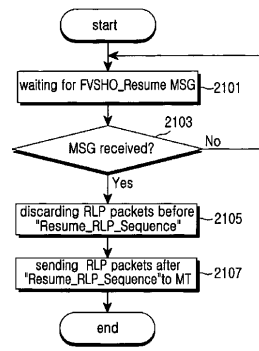 start
waiting for FVSHO_Resume MSG
2101
2103
MSG received?
No
Yes
discarding RLP packets before
"Resume_RLP_Sequence"
2105
sending RLP packets after
"Resume_RLP_Sequence"to MT
2107
end